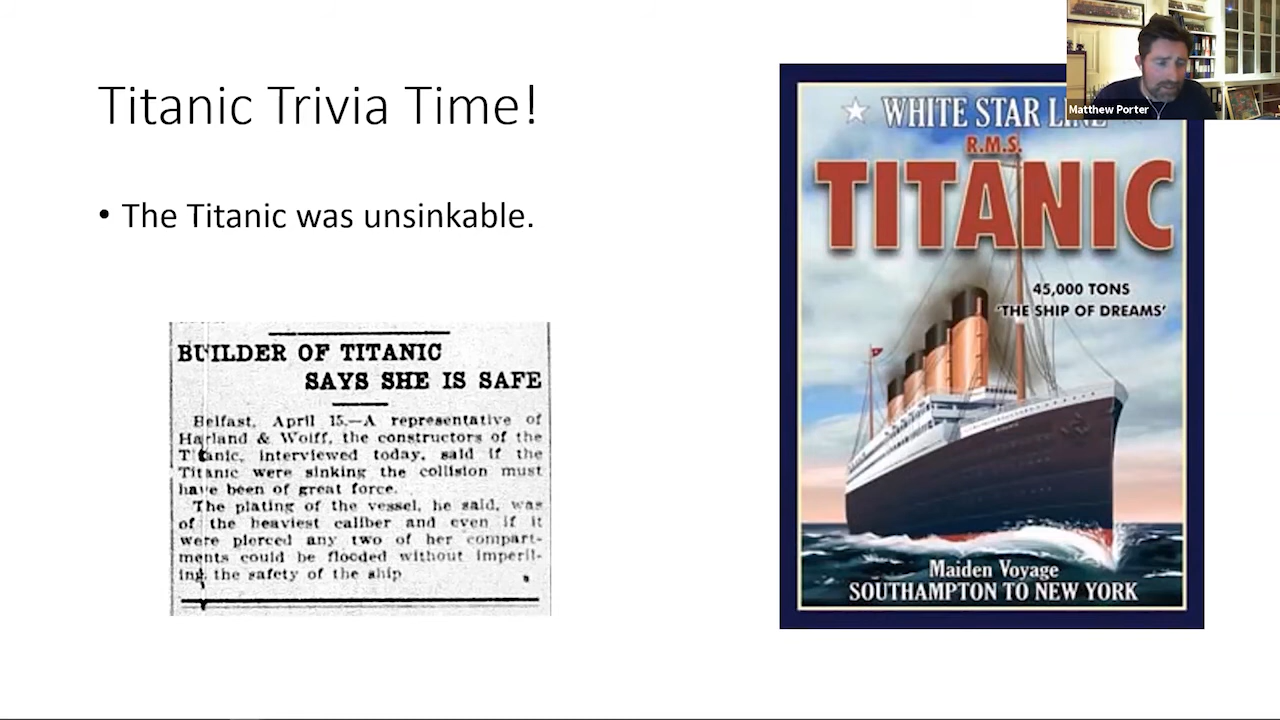 Titanic Trivia Time!
• The Titanic was unsinkable.
BUILDER OF TITANIC
SAYS SHE IS SAFE
Belfast, April 15.—A representative of
Harland & Wolff, the constructors of the
Titanic, interviewed today, said if the
Titanic were sinking the collision must
have been of great force.
The plating of the vessel, he said, was
of the heaviest caliber and even if it
were pierced any two of her compart-
ments could be flooded without imperil-
ing the safety of the ship
WHITE STAR LINE
R.M.S.
TITANIC
45,000 TONS
'THE SHIP OF DREAMS'
Maiden Voyage
SOUTHAMPTON TO NEW YORK
Matthew Porter